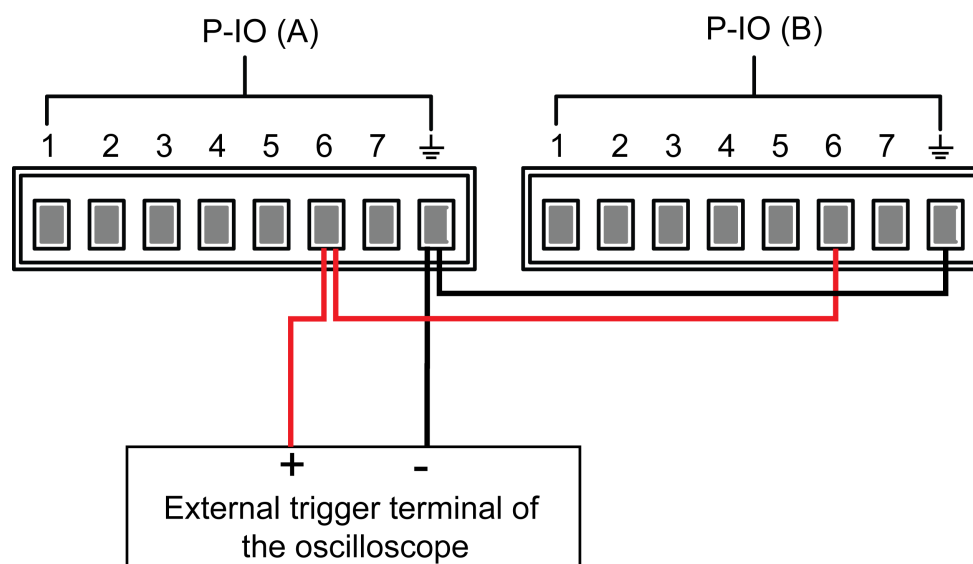 P-IO (A)
P-IO (B)
1 2 3 4 5 6 7
1 2 3 4 5 6 7
+ -
External trigger terminal of
the oscilloscope